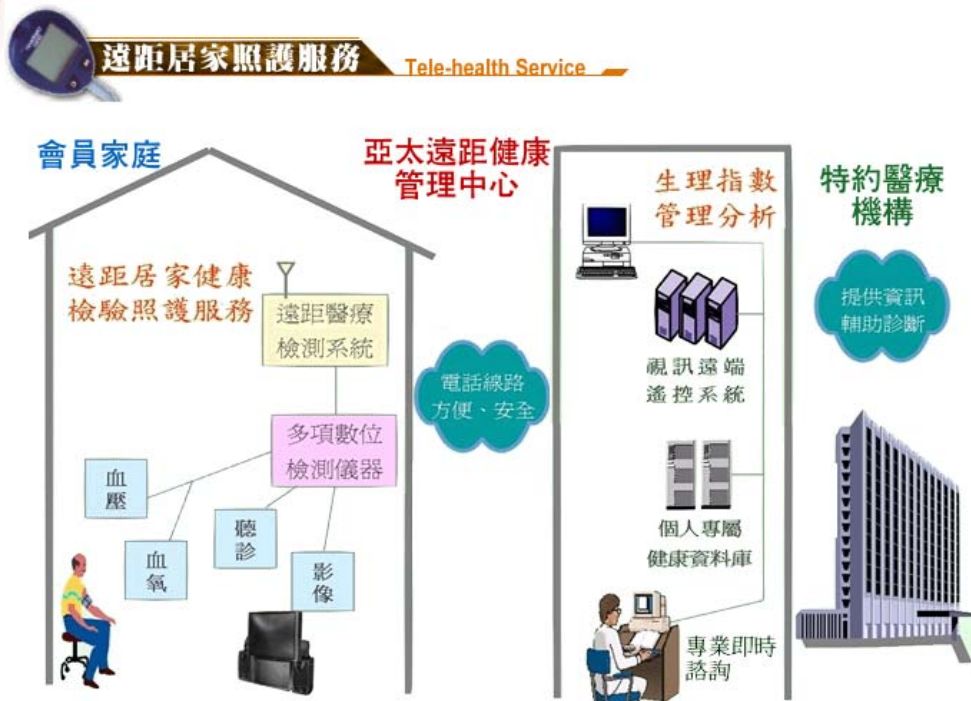 遠距居家照護服務
Tele-health Service
會員家庭
遠距居家健康
檢驗照護服務
遠距醫療
檢測系統
多項數位
檢測儀器
血
壓
血
氧
聽
診
影
像
電話線路
方便、安全
亞太遠距健康
管理中心
生理指數
管理分析
視訊遠端
遙控系統
個人專屬
健康資料庫
專業即時
諮詢
特約醫療
機構
提供資訊
輔助診斷